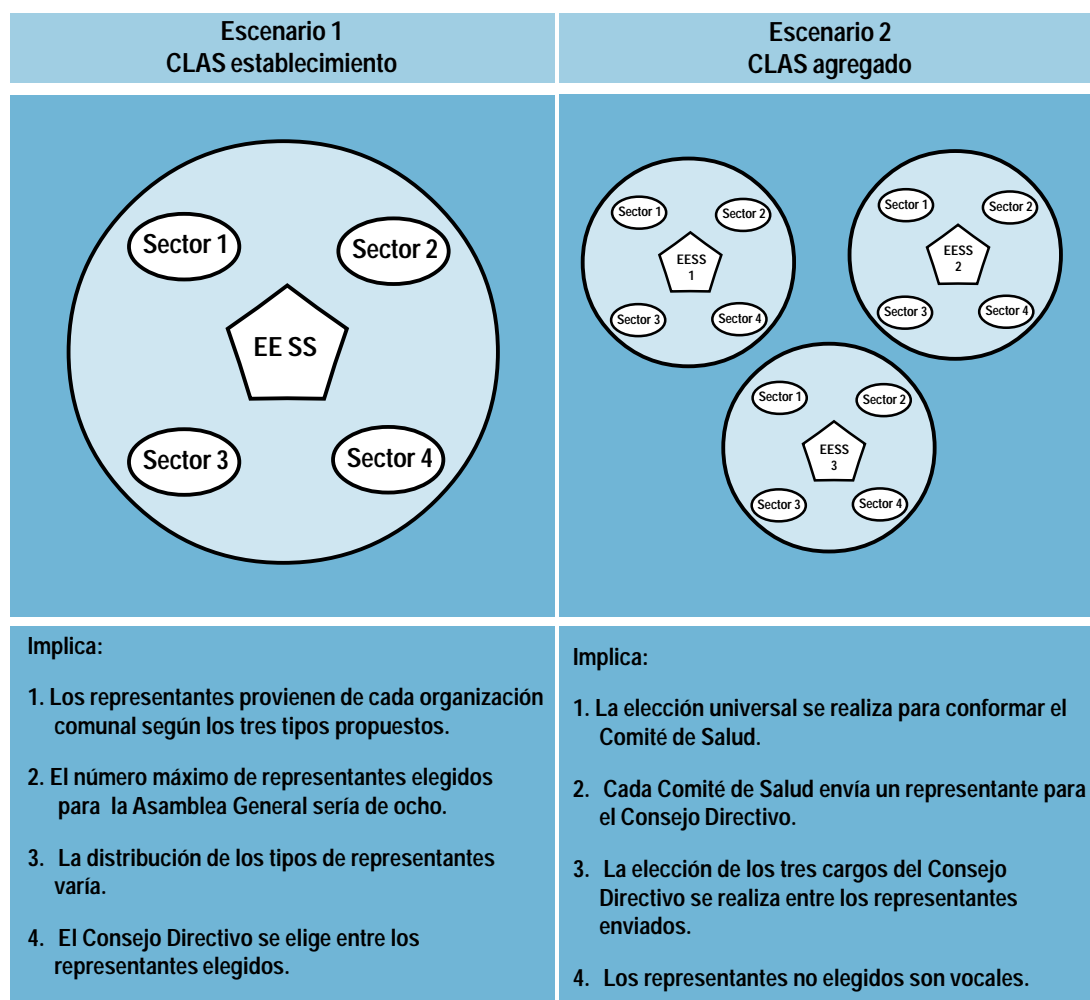 Escenario 1
CLAS establecimiento
Sector 1
Sector 2
EE SS
Sector 3
Sector 4
Implica:
1. Los representantes provienen de cada organización
comunal según los tres tipos propuestos.
2. El número máximo de representantes elegidos
para la Asamblea General sería de ocho.
3. La distribución de los tipos de representantes
varía.
4. El Consejo Directivo se elige entre los
representantes elegidos.
Escenario 2
CLAS agregado
Sector 1
Sector 2
EESS
1
Sector 3
Sector 4
Sector 1
Sector 2
EESS
2
Sector 3
Sector 4
Sector 1
Sector 2
EESS
3
Sector 3
Sector 4
Implica:
1. La elección universal se realiza para conformar el
Comité de Salud.
2. Cada Comité de Salud envía un representante para
el Consejo Directivo.
3. La elección de los tres cargos del Consejo
Directivo se realiza entre los representantes
enviados.
4. Los representantes no elegidos son vocales.